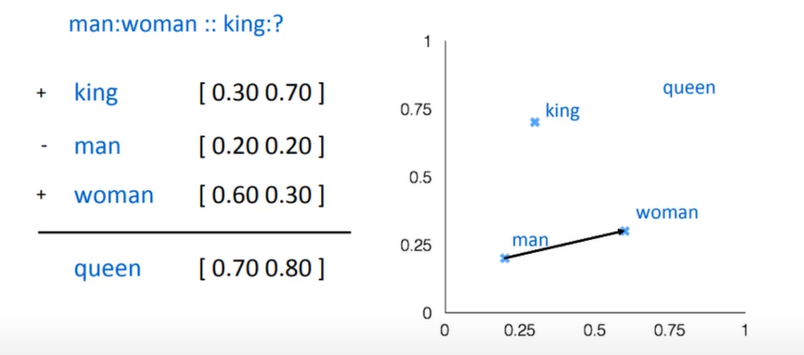 man:woman :: king:?
+ king [ 0.30 0.70 ]
- man [ 0.20 0.20 ]
+ woman [ 0.60 0.30 ]
queen [ 0.70 0.80 ]
1
queen
0.75
king
0.5
woman
man
0.25
0
0 0.25 0.5 0.75 1